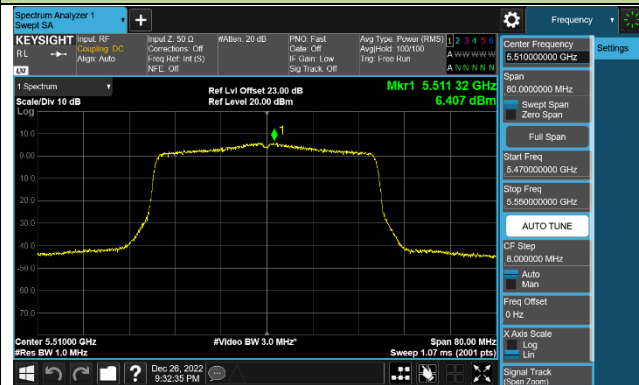 Spectrum Analyzer 1
Swept SA
Frequency
KEYSIGHT
RL
LXI
Input: RF
Coupling: DC
Align: Auto
Input Z: 50 Ω
Corrections: Off
Freq Ref: Int (S)
NFE: Off
#Atten: 20 dB
PNO: Fast
Gate: Off
IF Gain: Low
Sig Track: Off
Avg Type: Power (RMS)
Avg|Hold: 100/100
Trig: Free Run
1 2 3 4 5 6
A W W W W W
A N N N N N
Center Frequency
5.510000000 GHz
Settings
Span
80.0000000 MHz
Swept Span
Zero Span
Full Span
Start Freq
5.470000000 GHz
Stop Freq
5.550000000 GHz
AUTO TUNE
CF Step
8.000000 MHz
Auto
Man
Freq Offset
0 Hz
X Axis Scale
Log
Lin
Signal Track
(Span Zoom)
1 Spectrum
Scale/Div 10 dB
Log
Ref Lvl Offset 23.00 dB
Ref Level 20.00 dBm
Mkr1 5.511 32 GHz
6.407 dBm
1
10.0
0.00
-10.0
-20.0
-30.0
-40.0
-50.0
-60.0
-70.0
Center 5.51000 GHz
#Res BW 1.0 MHz
#Video BW 3.0 MHz*
Span 80.00 MHz
Sweep 1.07 ms (2001 pts)
?
Dec 26, 2022
9:32:35 PM